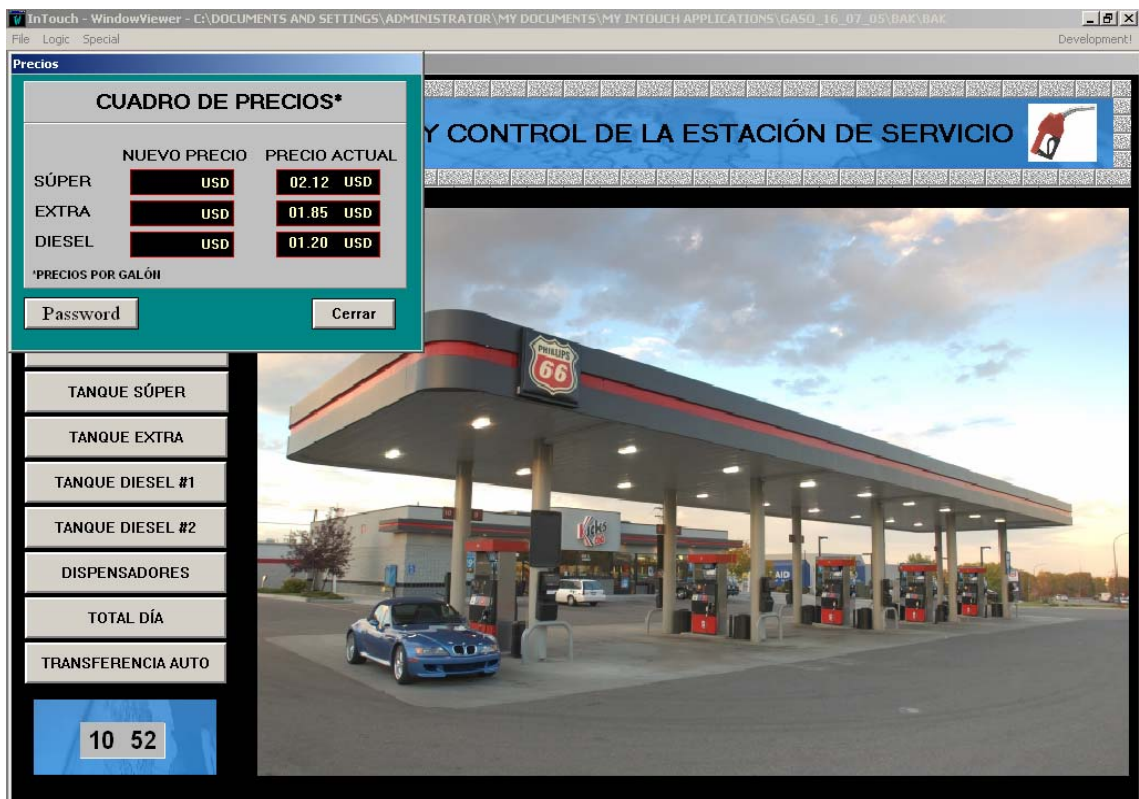 InTouch - WindowViewer - C:\DOCUMENTS AND SETTINGS\ADMINISTRATOR\MY DOCUMENTS\MY INTOUCH APPLICATIONS\GASO_16_07_05\BAK\BAK
File Logic Special Development!
Precios
CUADRO DE PRECIOS*
NUEVO PRECIO PRECIO ACTUAL
SÚPER USD 02.12 USD
EXTRA USD 01.85 USD
DIESEL USD 01.20 USD
*PRECIOS POR GALÓN
Password Cerrar
Y CONTROL DE LA ESTACIÓN DE SERVICIO
TANQUE SÚPER
TANQUE EXTRA
TANQUE DIESEL #1
TANQUE DIESEL #2
DISPENSADORES
TOTAL DÍA
TRANSFERENCIA AUTO
10 52
PHILLIPS
66
AID